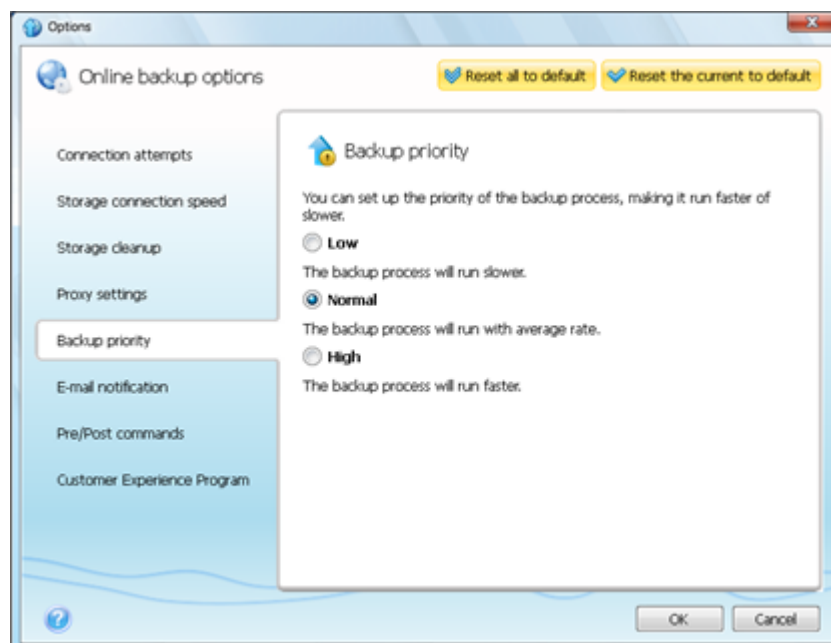 Options
Online backup options
Reset all to default
Reset the current to default
Connection attempts
Storage connection speed
Storage cleanup
Proxy settings
Backup priority
E-mail notification
Pre/Post commands
Customer Experience Program
Backup priority
You can set up the priority of the backup process, making it run faster of
slower.
Low
The backup process will run slower.
Normal
The backup process will run with average rate.
High
The backup process will run faster.
OK
Cancel